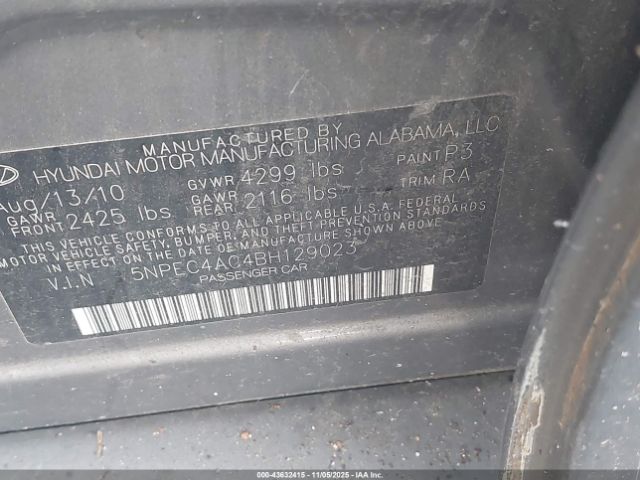 MANUFACTURED BY
HYUNDAI MOTOR MANUFACTURING ALABAMA, LLC
Aug/13/10 GVWR 4299 lbs PAINT P3
GAWR FRONT 2425 lbs GAWR REAR 2116 lbs TRIM RA
THIS VEHICLE CONFORMS TO ALL APPLICABLE U.S.A. FEDERAL
MOTOR VEHICLE SAFETY, BUMPER, AND THEFT PREVENTION STANDARDS
IN EFFECT ON THE DATE OF MANUFACTURE SHOWN ABOVE.
V.I.N 5NPEC4AC4BH129023
PASSENGER CAR
000-43632415 - 11/05/2025 - IAA Inc.